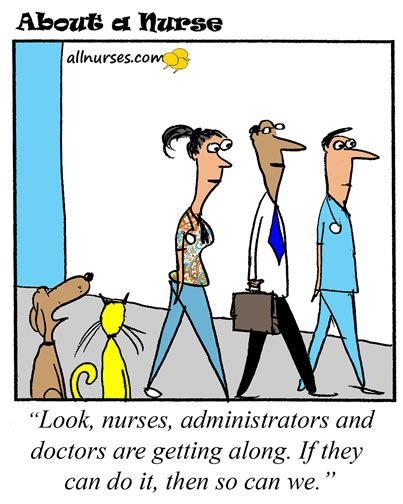 About a Nurse
allnurses.com
“Look, nurses, administrators and
doctors are getting along. If they
can do it, then so can we.”